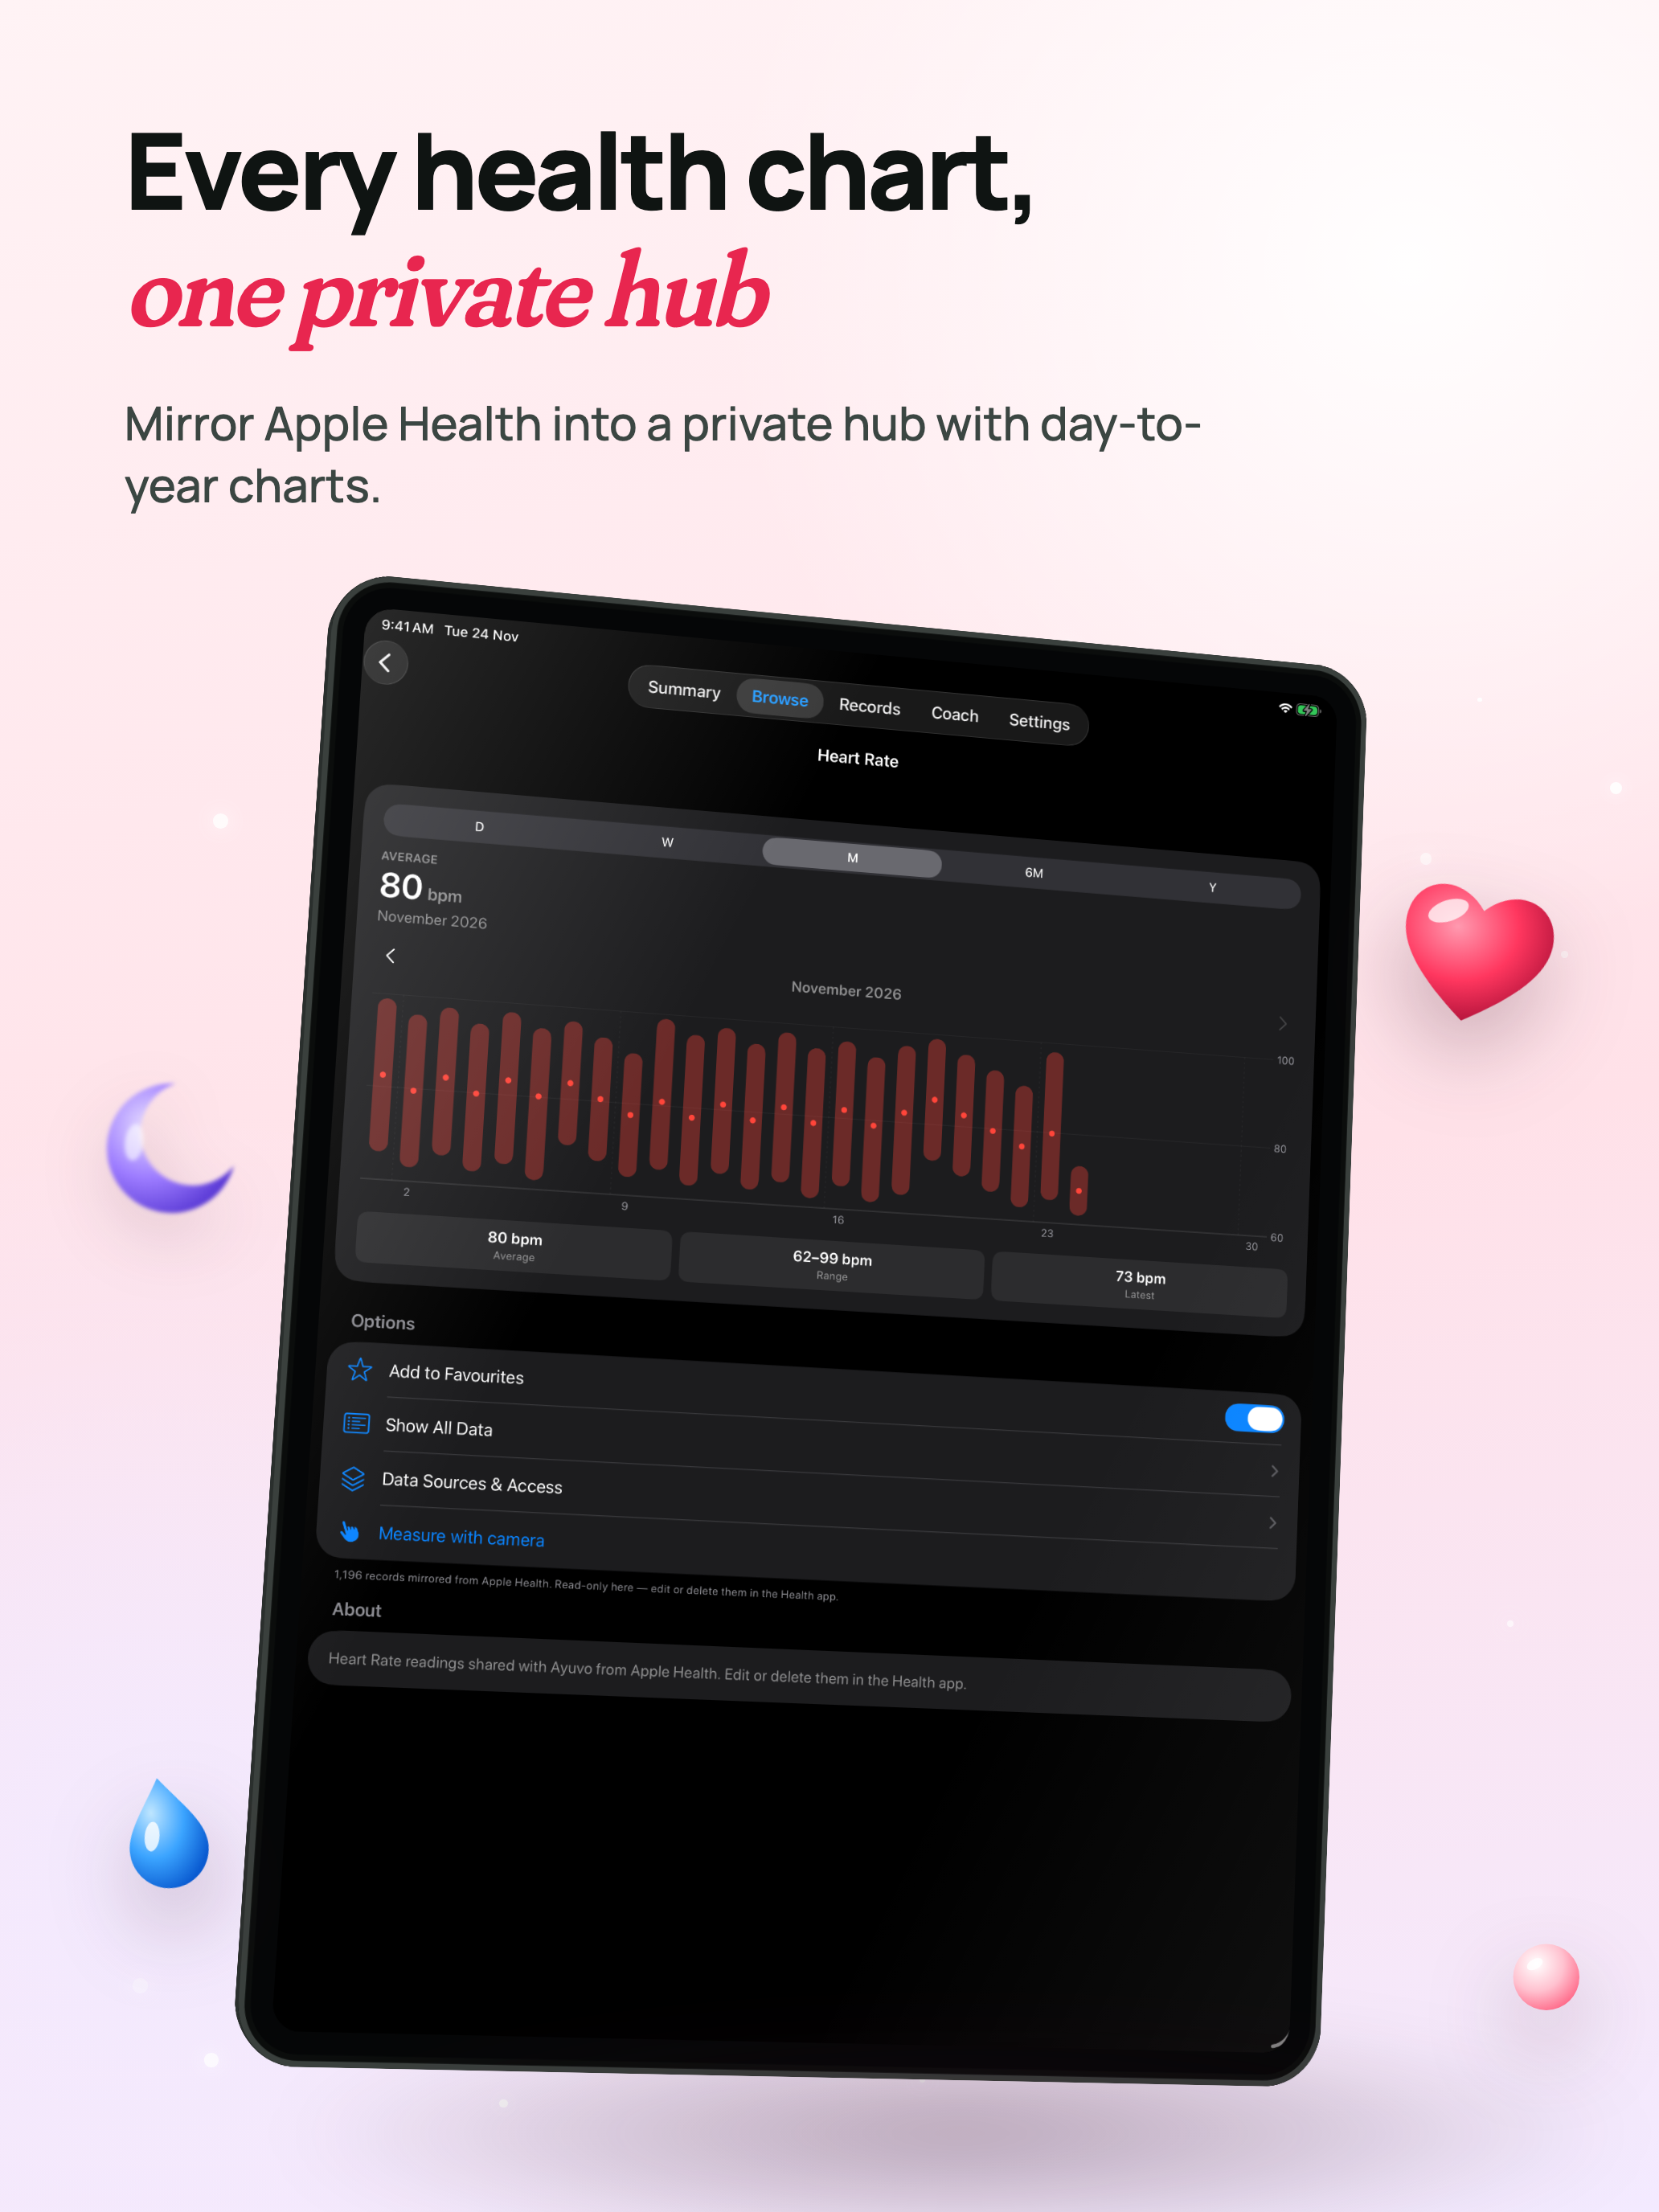 Every health chart,
one private hub
Mirror Apple Health into a private hub with day-to-
year charts.
9:41 AM Tue 24 Nov
Summary Browse Records Coach Settings
Heart Rate
D W M 6M Y
AVERAGE
80 bpm
November 2026
November 2026
100
80
60
2 9 16 23 30
80 bpm
Average
62–99 bpm
Range
73 bpm
Latest
Options
Add to Favourites
Show All Data
Data Sources & Access
Measure with camera
1,196 records mirrored from Apple Health. Read-only here — edit or delete them in the Health app.
About
Heart Rate readings shared with Ayuvo from Apple Health. Edit or delete them in the Health app.